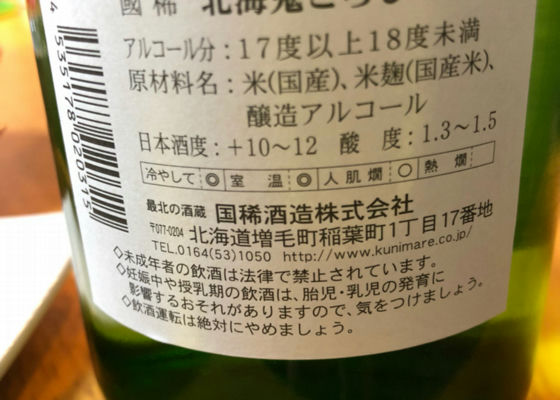 國稀 北海鬼ころし
アルコール分：17度以上18度未満
原材料名：米(国産)、米麹(国産米)、
醸造アルコール
日本酒度：+10～12 酸度：1.3～1.5
冷やして ◎ 室温 ◎ 人肌燗 ○ 熱燗
最北の酒蔵 国稀酒造株式会社
〒077-0204 北海道増毛町稲葉町1丁目17番地
TEL.0164(53)1050 http://www.kunimare.co.jp/
◇未成年者の飲酒は法律で禁止されています。
◇妊娠中や授乳期の飲酒は、胎児・乳児の発育に
影響するおそれがありますので、気をつけましょう。
◇飲酒運転は絶対にやめましょう。
4 535178 020315